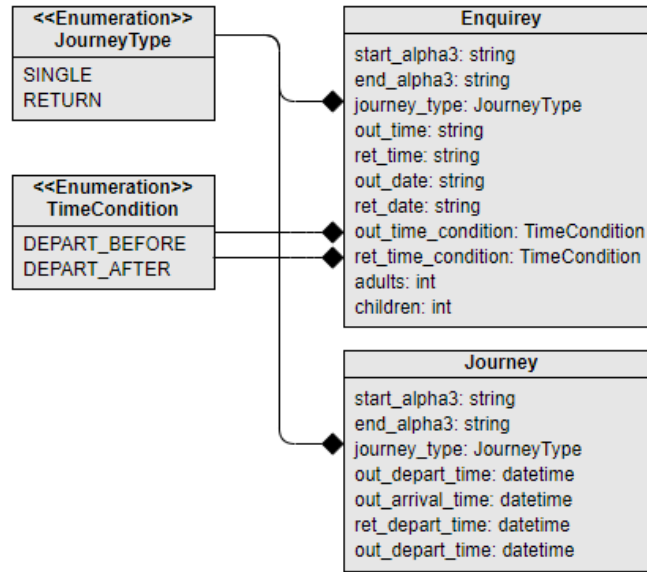 <<Enumeration>>
JourneyType
SINGLE
RETURN
<<Enumeration>>
TimeCondition
DEPART_BEFORE
DEPART_AFTER
Enquirey
start_alpha3: string
end_alpha3: string
journey_type: JourneyType
out_time: string
ret_time: string
out_date: string
ret_date: string
out_time_condition: TimeCondition
ret_time_condition: TimeCondition
adults: int
children: int
Journey
start_alpha3: string
end_alpha3: string
journey_type: JourneyType
out_depart_time: datetime
out_arrival_time: datetime
ret_depart_time: datetime
out_depart_time: datetime